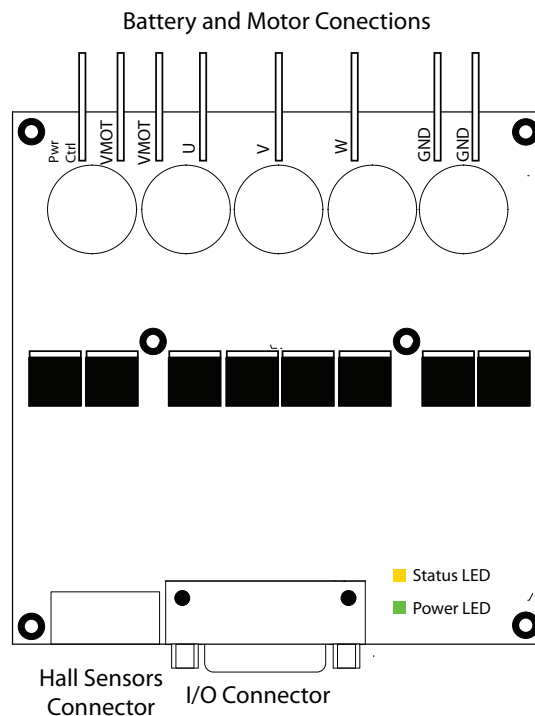 Battery and Motor Conections
Pwr
Ctrl
VMOT
VMOT
U
V
W
GND
GND
Status LED
Power LED
Hall Sensors
Connector
I/O Connector